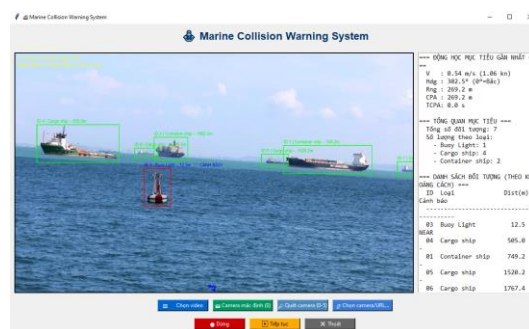 Marine Collision Warning System
Marine Collision Warning System
=== ĐỘNG HỌC MỤC TIÊU GẦN NHẤT
==
V : 0.54 m/s (1.06 kn)
Hdg : 302.5° (0°=Bắc)
Rng : 269.2 m
CPA : 269.2 m
TCPA: 0.0 s
=== TỔNG QUAN MỤC TIÊU ===
Tổng số đối tượng: 7
Số lượng theo loại:
- Buoy Light: 1
- Cargo ship: 4
- Container ship: 2
=== DANH SÁCH ĐỐI TƯỢNG (THEO K
OẢNG CÁCH) ===
ID Loại Dist(m)
Cảnh báo
--------------------------------
----------
03 Buoy Light 12.5
NEAR
04 Cargo ship 505.0
-
01 Container ship 749.2
-
05 Cargo ship 1520.2
-
06 Cargo ship 1767.4
Chọn video
Camera mặc định (0)
Quét camera (0-5)
Chọn camera/URL...
Dừng
Tiếp tục
Thoát